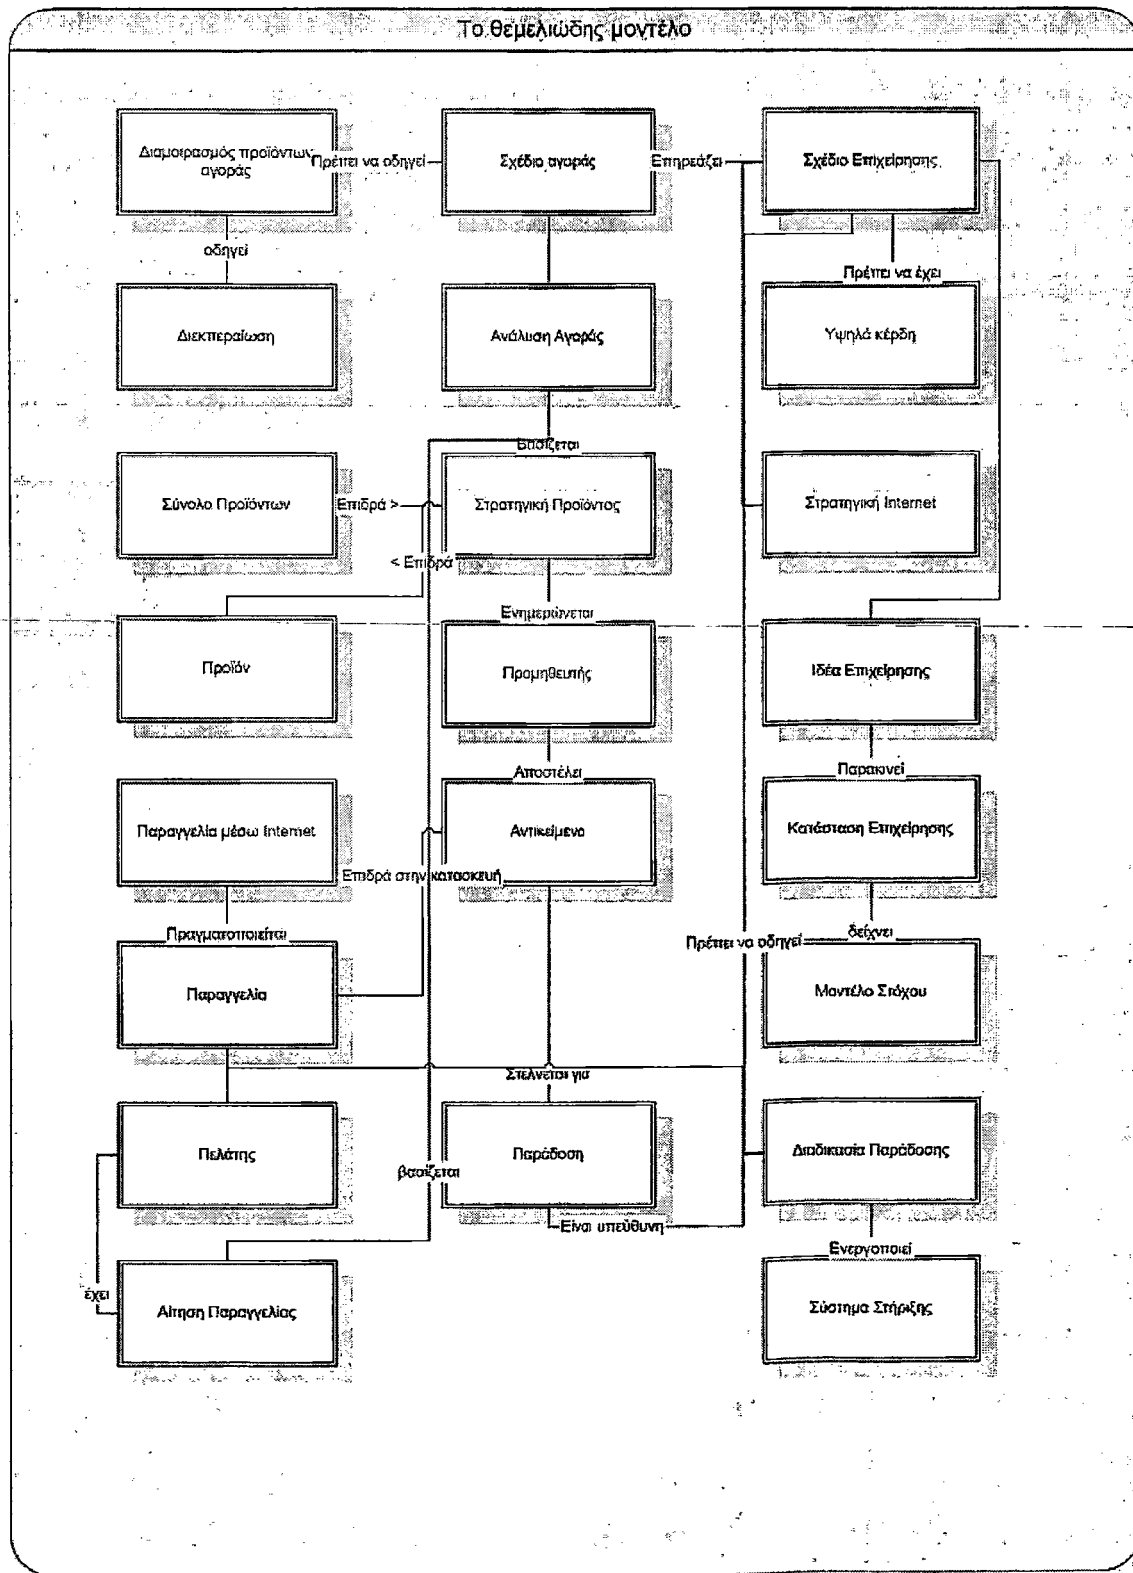 Το θεμελιώδης μοντέλο
Διαμοιρασμός προϊόντων
αγοράς
Πρέπει να οδηγεί
Σχέδιο αγοράς
Επηρεάζει
Σχέδιο Επιχείρησης
οδηγεί
Πρέπει να έχει
Διεκπεραίωση
Ανάλυση Αγοράς
Υψηλά κέρδη
Βασίζεται
Σύνολο Προϊόντων
Επιδρά >
Στρατηγική Προϊόντος
Στρατηγική Internet
< Επιδρά
Ενημερώνεται
Προϊόν
Προμηθευτής
Ιδέα Επιχείρησης
Αποστέλει
Παρακινεί
Παραγγελία μέσω Internet
Αντικείμενο
Κατάσταση Επιχείρησης
Επιδρά στην κατασκευή
Πραγματοποιείται
Πρέπει να οδηγεί
δείχνει
Παραγγελία
Μοντέλο Στόχου
Στέλνεται για
Πελάτης
Παράδοση
Διαδικασία Παράδοσης
βασίζεται
Είναι υπεύθυνη
Ενεργοποιεί
έχει
Αίτηση Παραγγελίας
Σύστημα Στήριξης